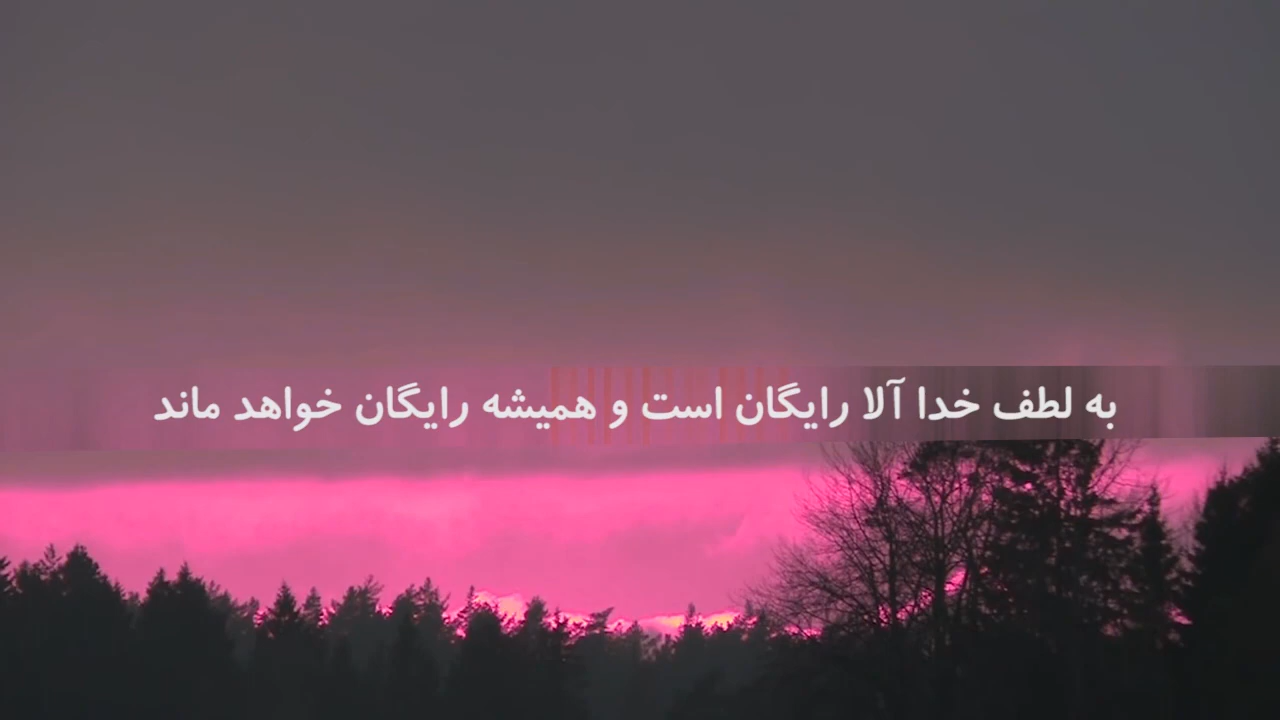 به لطف خدا آلا رایگان است و همیشه رایگان خواهد ماند